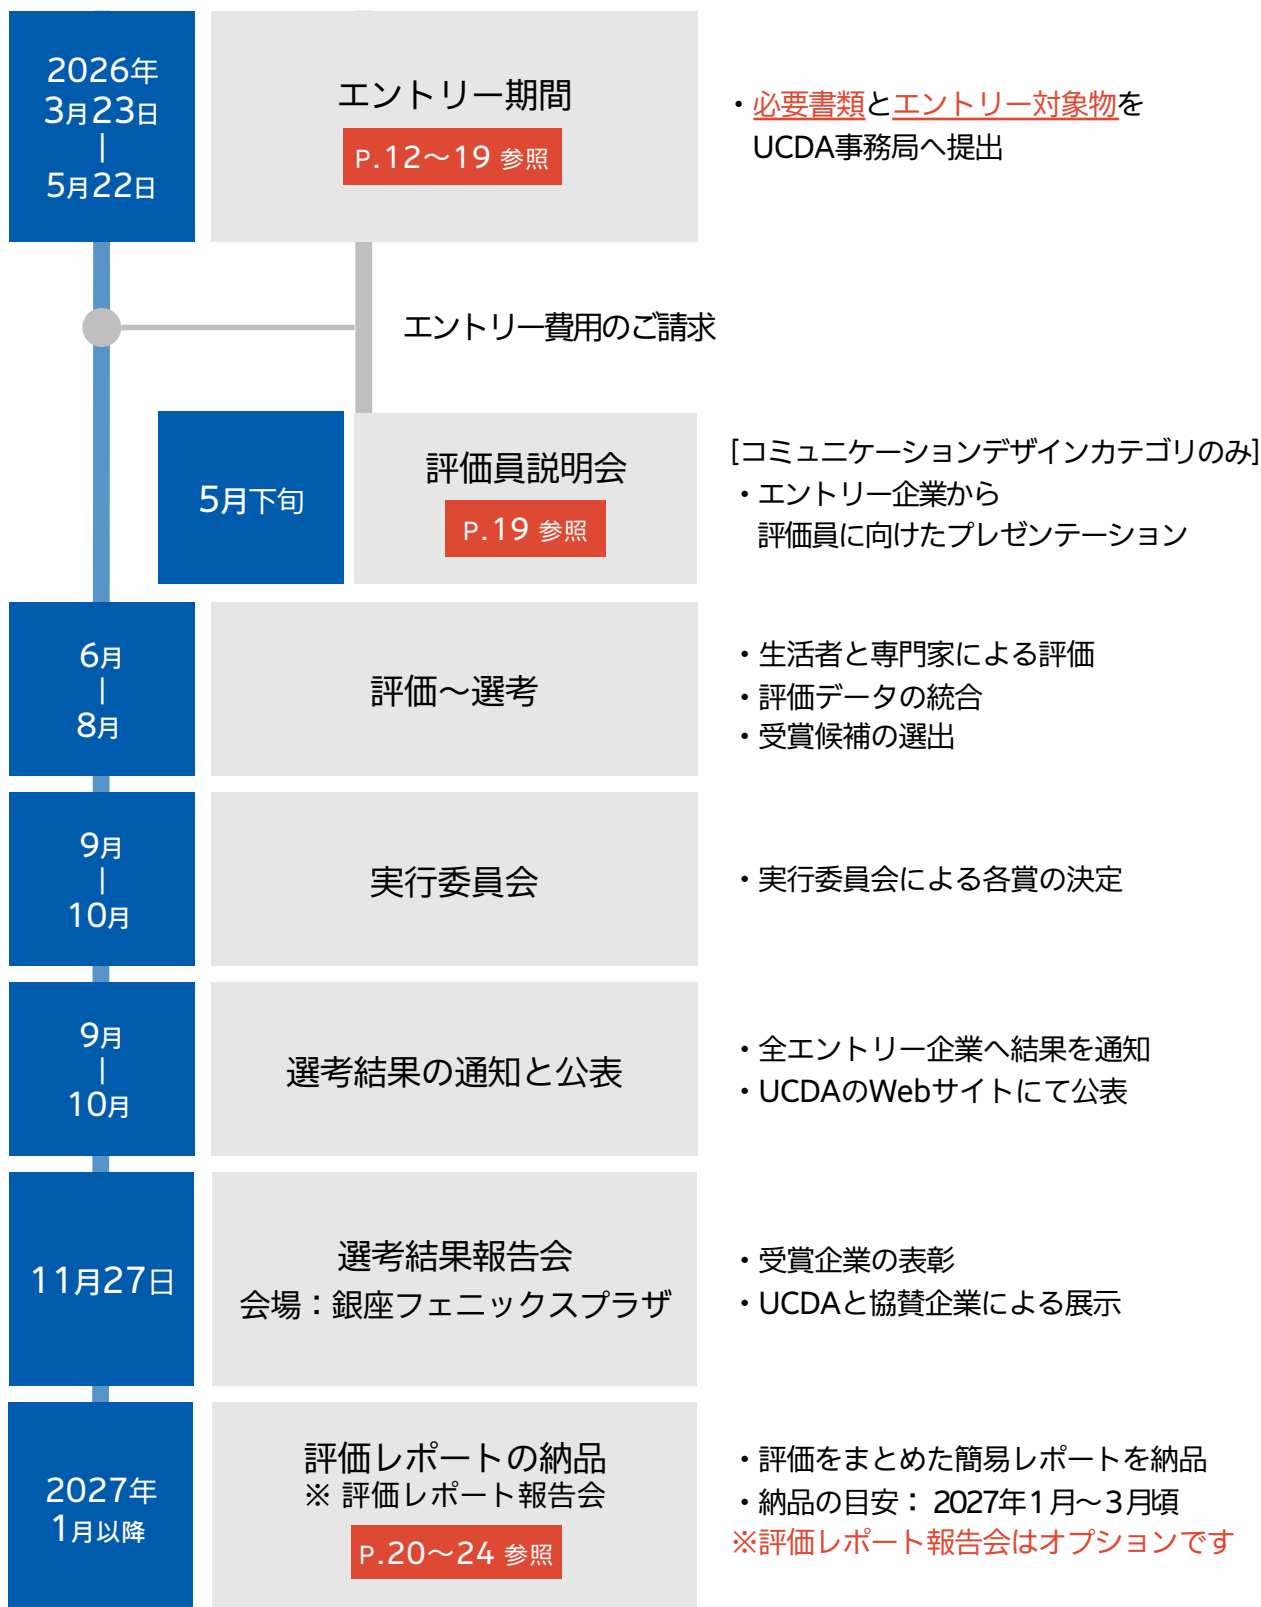 2026年
3月23日
|
5月22日
エントリー期間
P.12～19 参照
・必要書類とエントリー対象物を
UCDA事務局へ提出
エントリー費用のご請求
5月下旬
評価員説明会
P.19 参照
[コミュニケーションデザインカテゴリのみ]
・エントリー企業から
評価員に向けたプレゼンテーション
6月
|
8月
評価～選考
・生活者と専門家による評価
・評価データの統合
・受賞候補の選出
9月
|
10月
実行委員会
・実行委員会による各賞の決定
9月
|
10月
選考結果の通知と公表
・全エントリー企業へ結果を通知
・UCDAのWebサイトにて公表
11月27日
選考結果報告会
会場：銀座フェニックスプラザ
・受賞企業の表彰
・UCDAと協賛企業による展示
2027年
1月以降
評価レポートの納品
※ 評価レポート報告会
P.20～24 参照
・評価をまとめた簡易レポートを納品
・納品の目安： 2027年1月～3月頃
※評価レポート報告会はオプションです